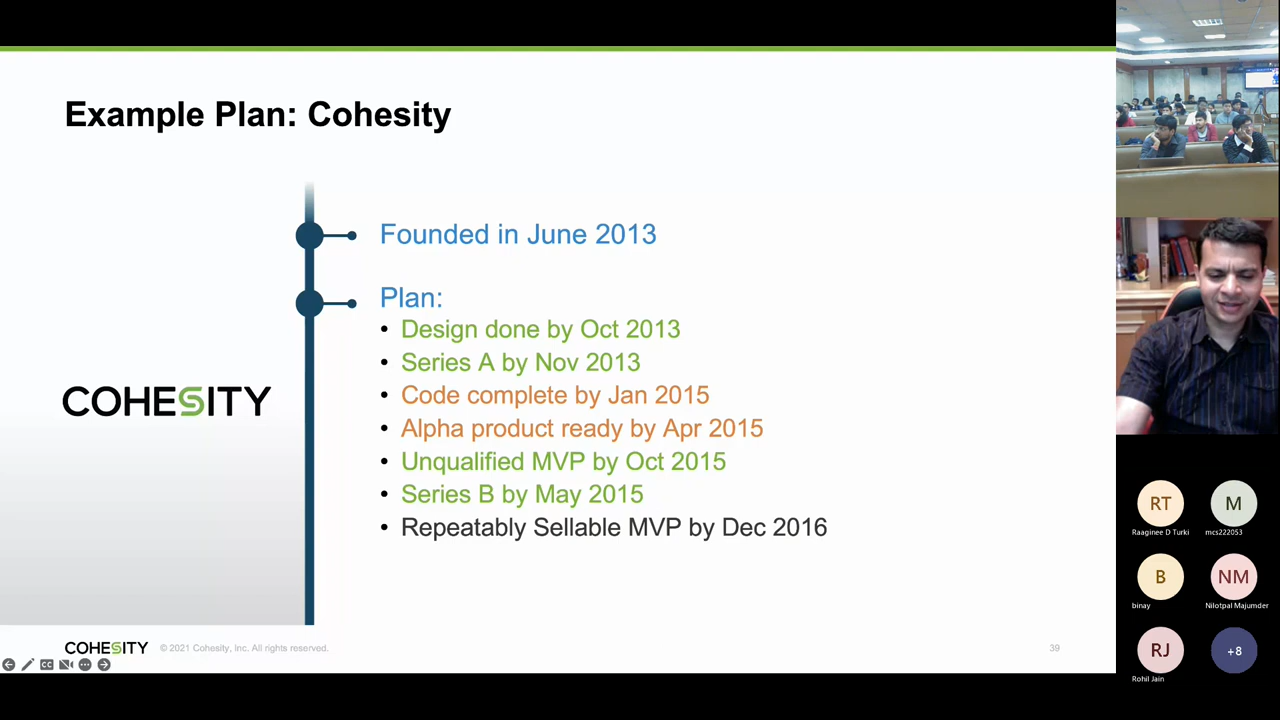 Example Plan: Cohesity
Founded in June 2013
Plan:
• Design done by Oct 2013
• Series A by Nov 2013
• Code complete by Jan 2015
• Alpha product ready by Apr 2015
• Unqualified MVP by Oct 2015
• Series B by May 2015
• Repeatably Sellable MVP by Dec 2016
COHESITY
COHESITY © 2021 Cohesity, Inc. All rights reserved.
39
CC
RT
Raaginee D Turki
M
mcs222053
B
binay
NM
Nilotpal Majumder
RJ
Rohil Jain
+8